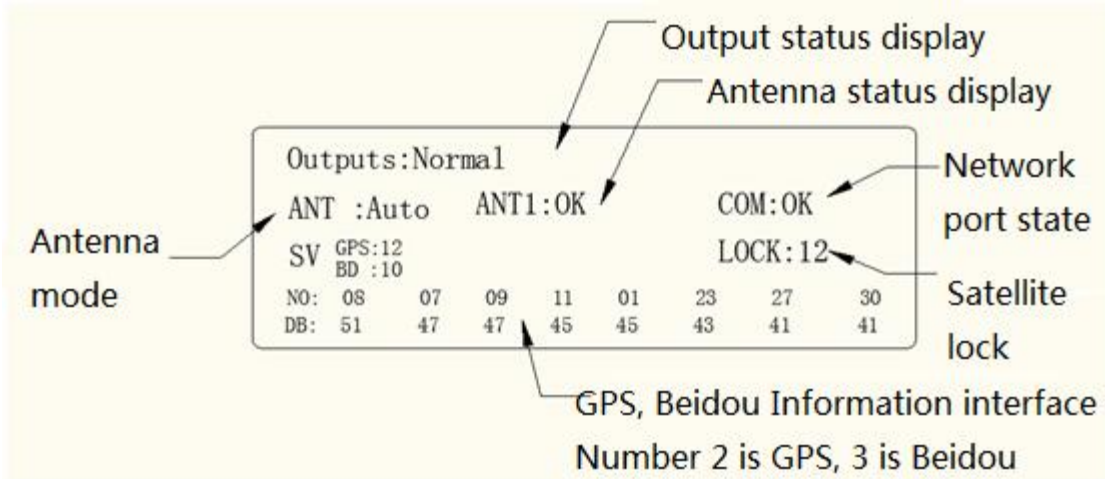 Output status display
Antenna status display
Outputs:Normal
ANT :Auto ANT1:OK COM:OK
Network
port state
Antenna
mode
SV GPS:12
BD :10
LOCK:12
Satellite
lock
NO: 08 07 09 11 01 23 27 30
DB: 51 47 47 45 45 43 41 41
GPS, Beidou Information interface
Number 2 is GPS, 3 is Beidou